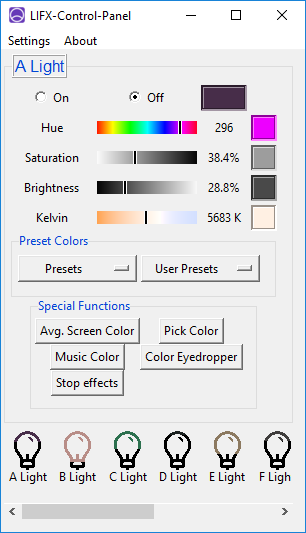 LIFX-Control-Panel
Settings About
A Light
On Off
Hue 296
Saturation 38.4%
Brightness 28.8%
Kelvin 5683 K
Preset Colors
Presets User Presets
Special Functions
Avg. Screen Color Pick Color
Music Color Color Eyedropper
Stop effects
A Light B Light C Light D Light E Light F Ligh